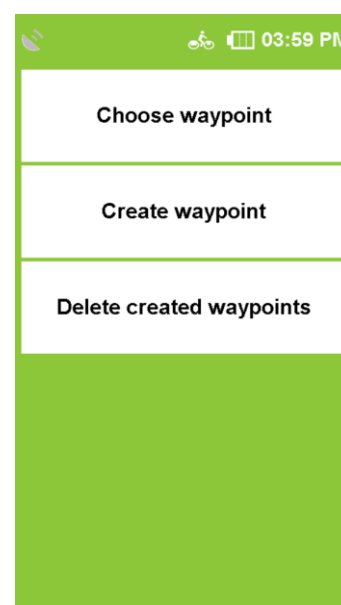 03:59 PM
Choose waypoint
Create waypoint
Delete created waypoints